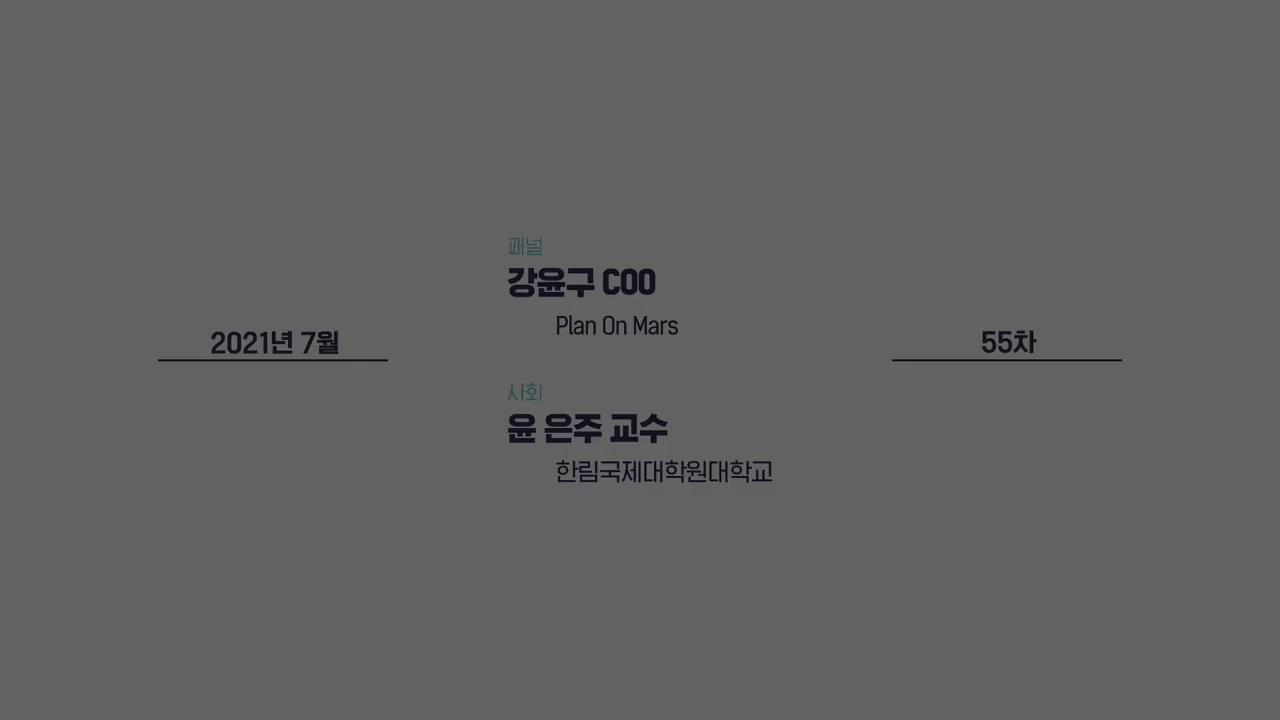 2021년 7월
패널
강윤구 COO
Plan On Mars
사회
윤 은주 교수
한림국제대학원대학교
55차